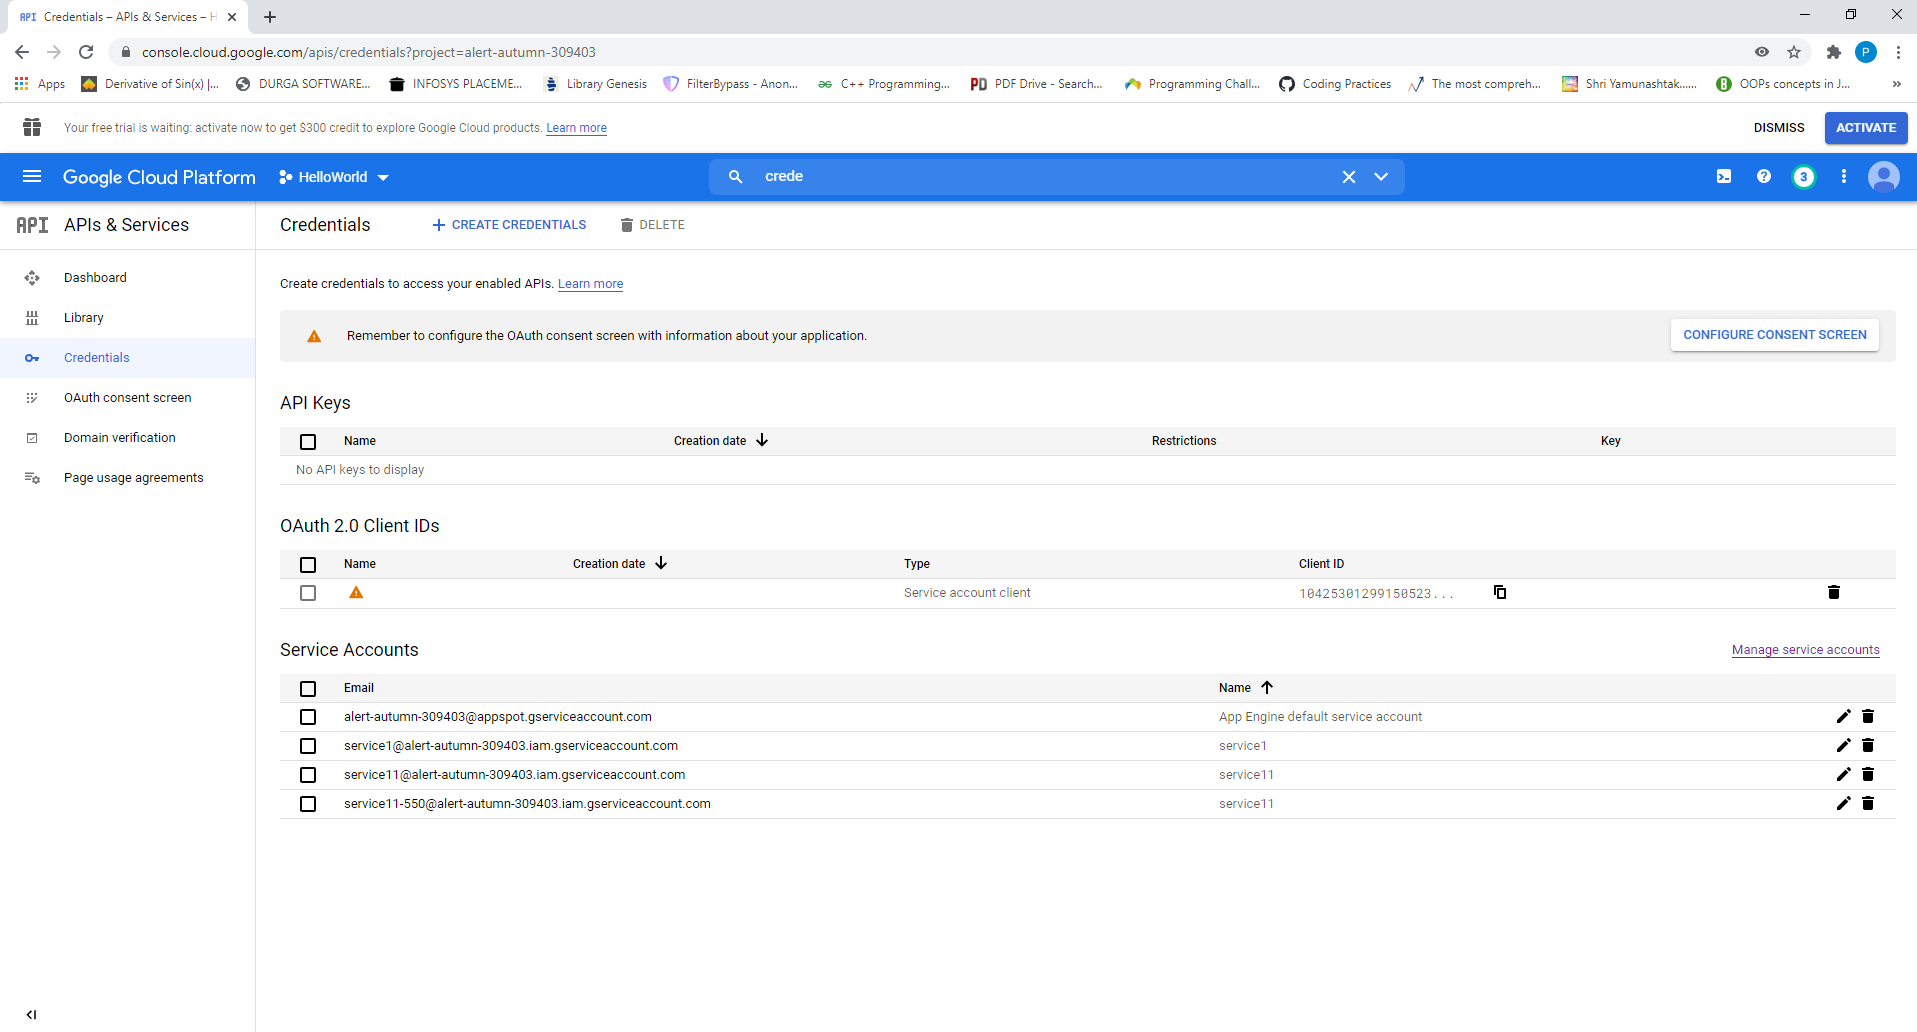 API Credentials – APIs & Services – H
console.cloud.google.com/apis/credentials?project=alert-autumn-309403
P
Apps Derivative of Sin(x) |... DURGA SOFTWARE... INFOSYS PLACEME... Library Genesis FilterBypass - Anon... C++ Programming... PD PDF Drive - Search... Programming Chall... Coding Practices The most compreh... Shri Yamunashtak...... 8 OOPs concepts in J... »
Your free trial is waiting: activate now to get $300 credit to explore Google Cloud products. Learn more DISMISS ACTIVATE
Google Cloud Platform HelloWorld crede 3
API APIs & Services Credentials CREATE CREDENTIALS DELETE
Dashboard
Library
Credentials
OAuth consent screen
Domain verification
Page usage agreements
Create credentials to access your enabled APIs. Learn more
Remember to configure the OAuth consent screen with information about your application. CONFIGURE CONSENT SCREEN
API Keys
Name Creation date Restrictions Key
No API keys to display
OAuth 2.0 Client IDs
Name Creation date Type Client ID
Service account client 10425301299150523...
Service Accounts Manage service accounts
Email Name
alert-autumn-309403@appspot.gserviceaccount.com App Engine default service account
service1@alert-autumn-309403.iam.gserviceaccount.com service1
service11@alert-autumn-309403.iam.gserviceaccount.com service11
service11-550@alert-autumn-309403.iam.gserviceaccount.com service11